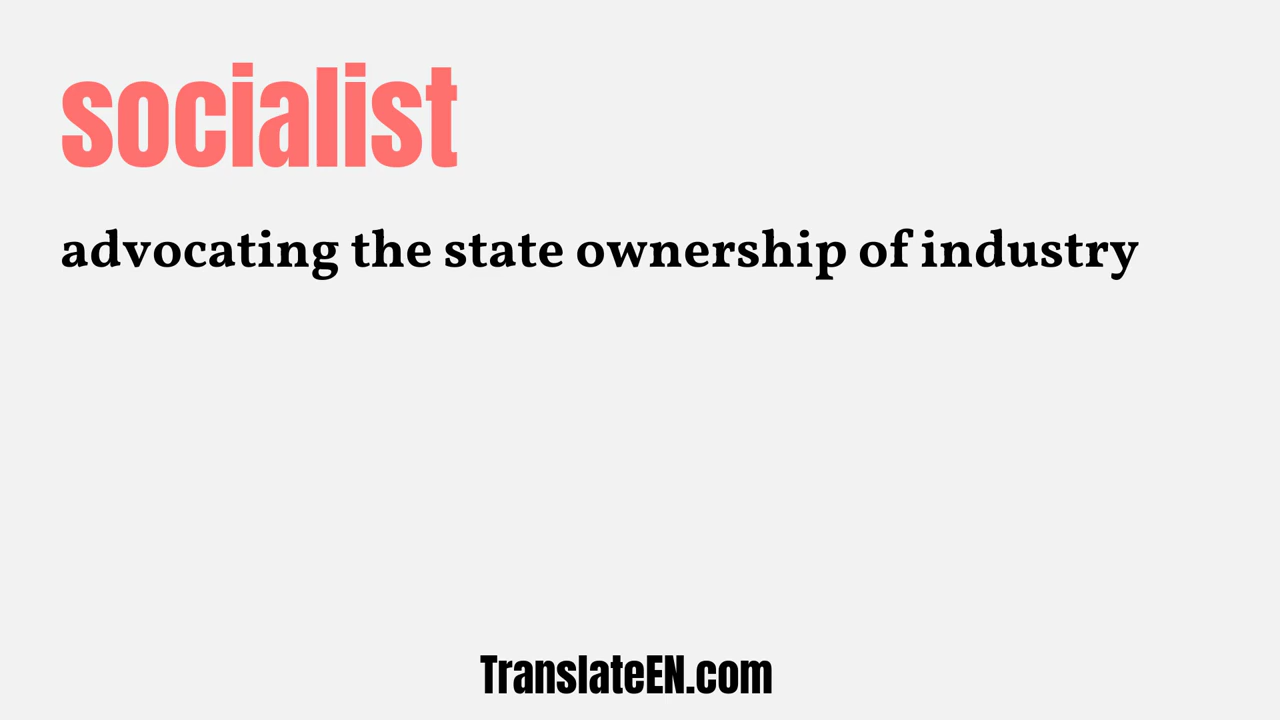 socialist
advocating the state ownership of industry
TranslateEN.com